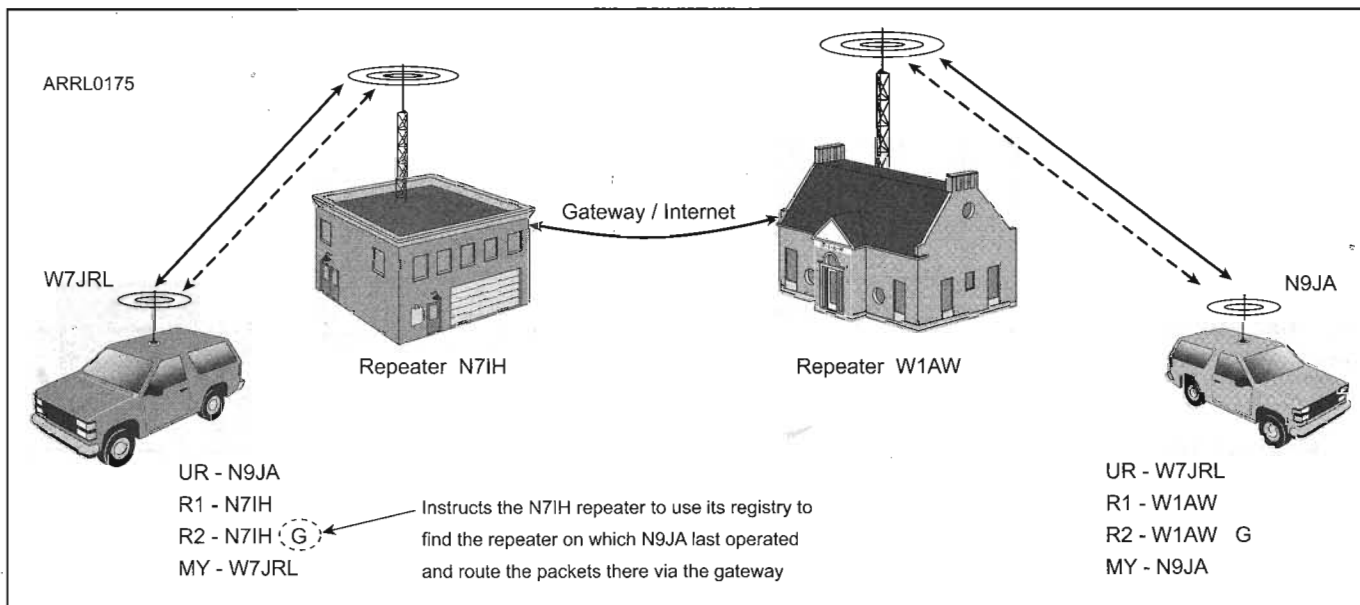 ARRL0175
Gateway / Internet
W7JRL
N9JA
Repeater N7IH
Repeater W1AW
UR - N9JA
R1 - N7IH
R2 - N7IH G
MY - W7JRL
Instructs the N7IH repeater to use its registry to
find the repeater on which N9JA last operated
and route the packets there via the gateway
UR - W7JRL
R1 - W1AW
R2 - W1AW G
MY - N9JA